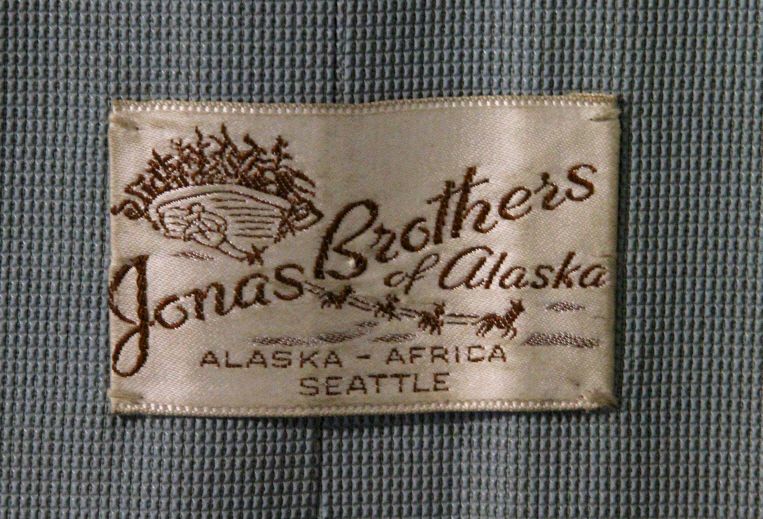 Jonas Brothers
of Alaska
ALASKA - AFRICA
SEATTLE